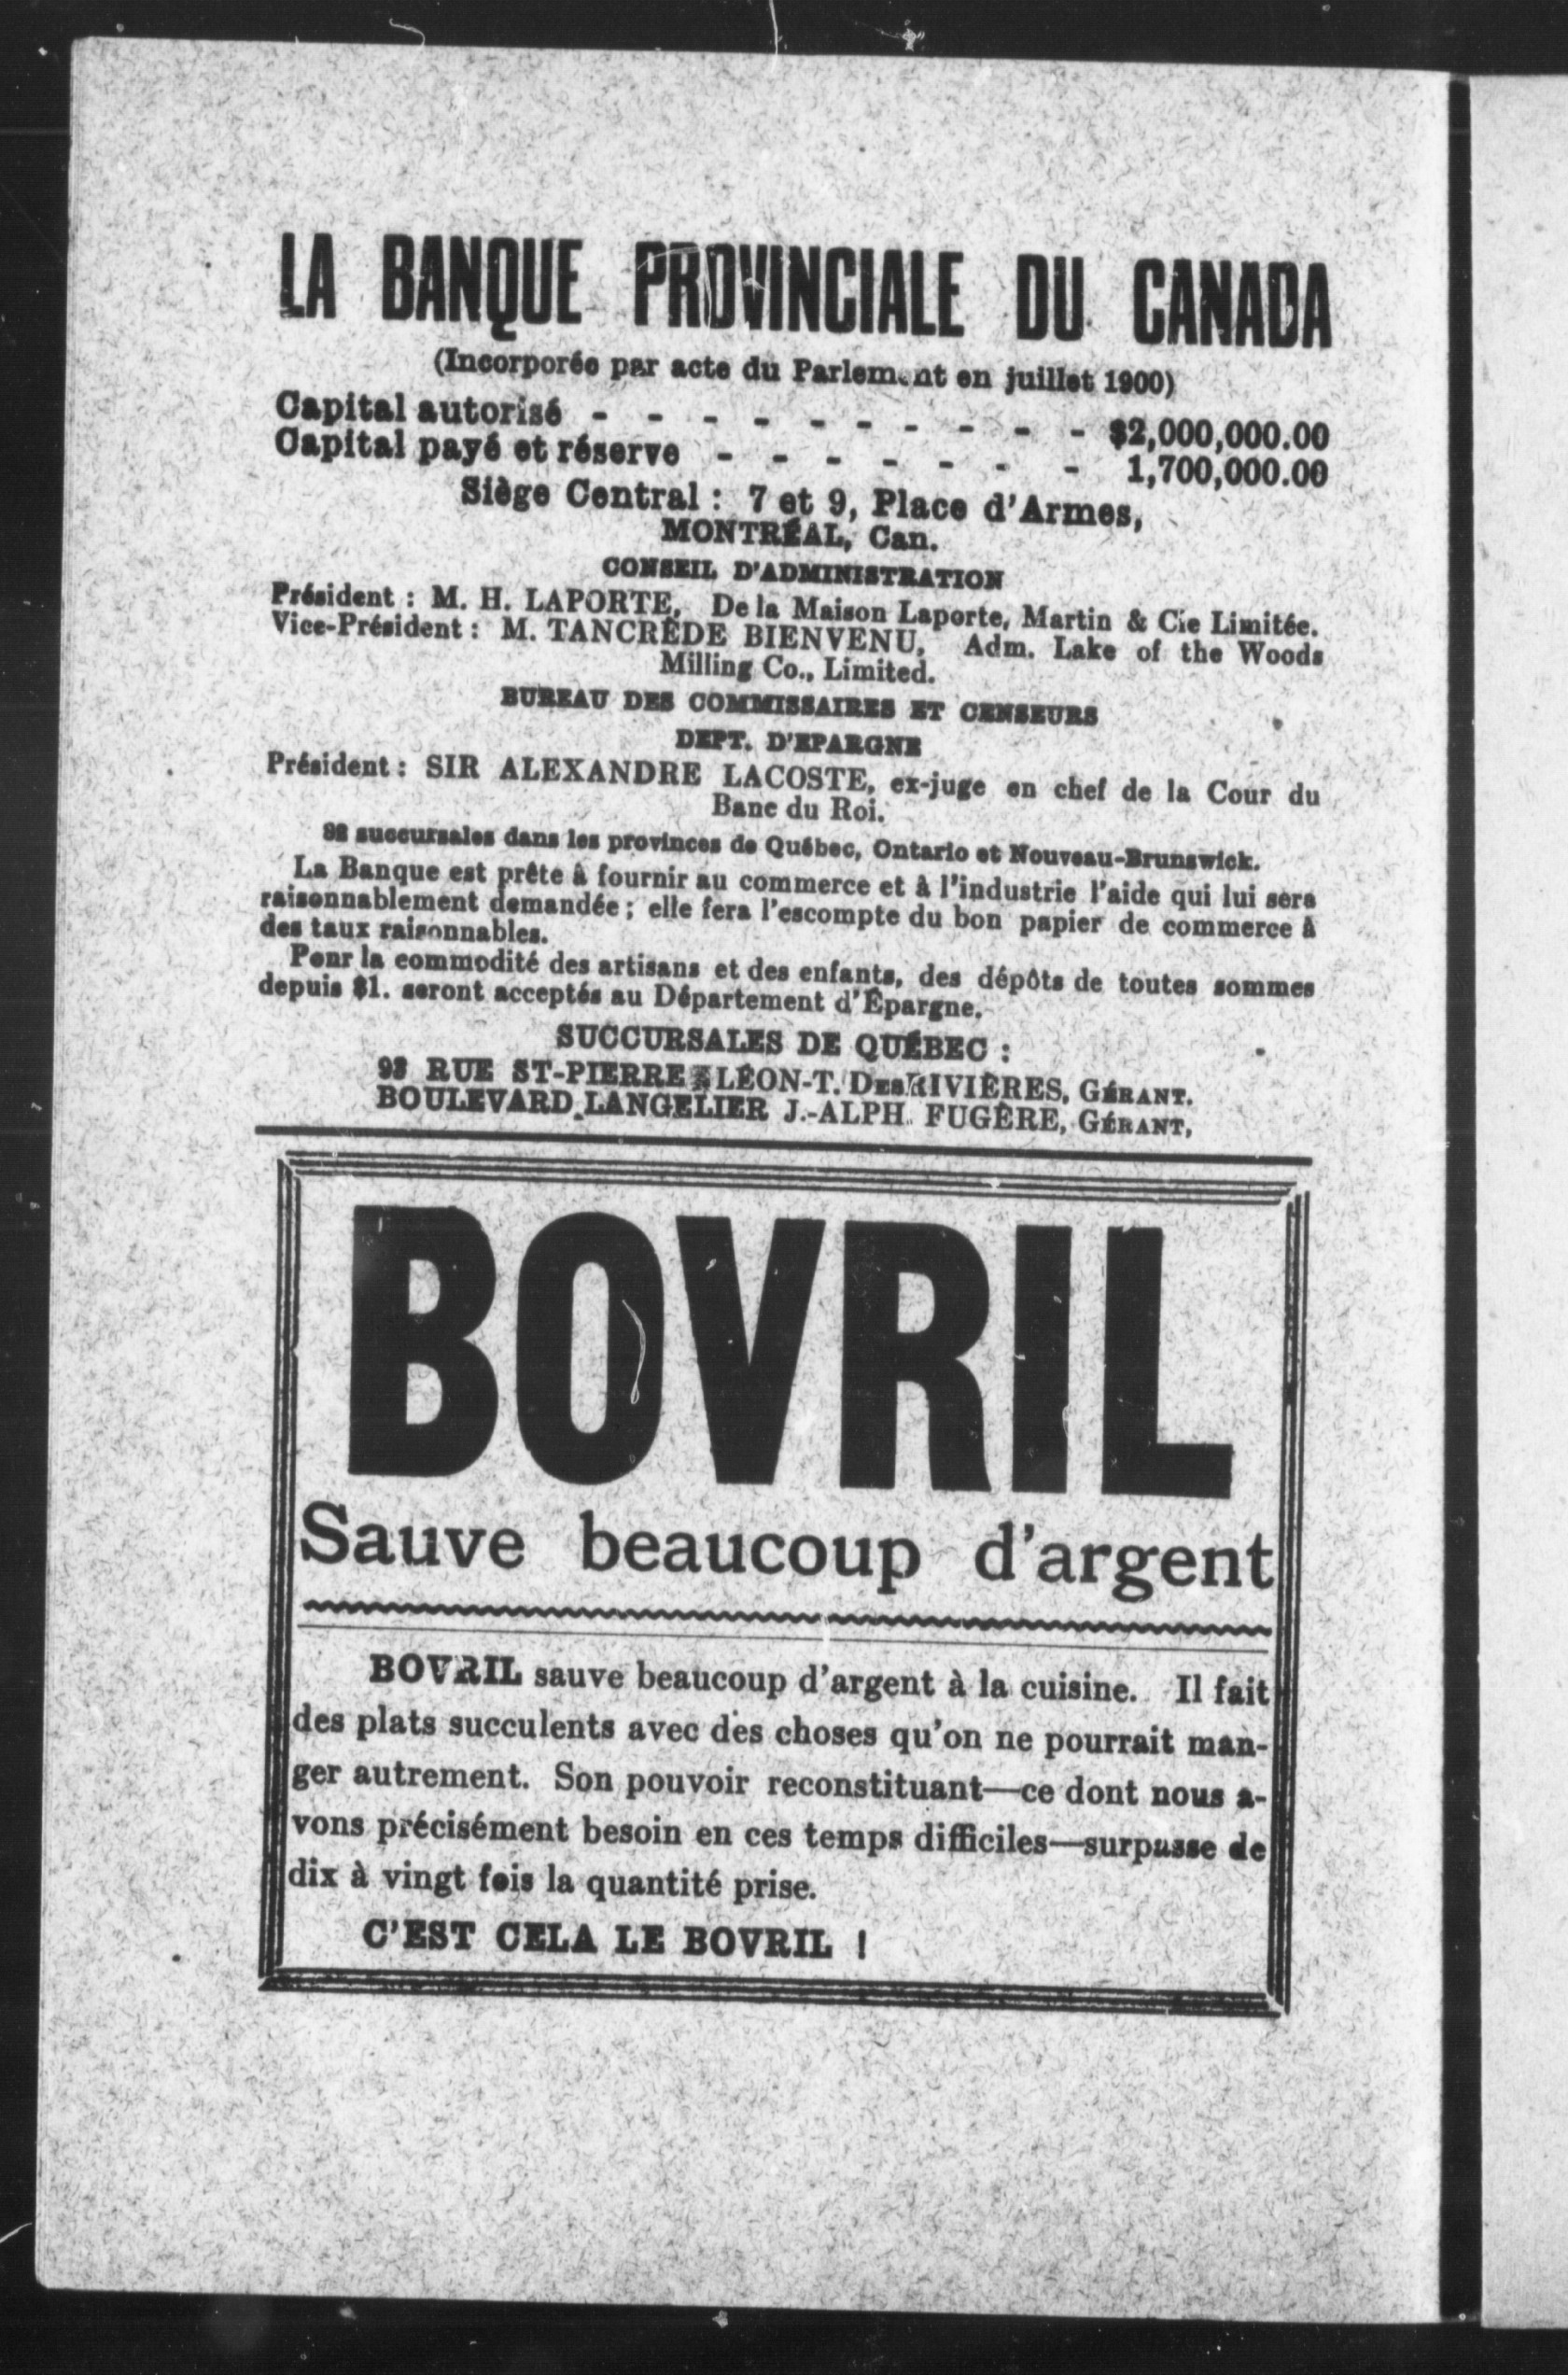 LA BANQUE PROVINCIALE DU CANADA
(Incorporée par acte du Parlement en juillet 1900)
Capital autorisé - - - - - - - - - - $2,000,000.00
Capital payé et réserve - - - - - - - 1,700,000.00
Siège Central : 7 et 9, Place d'Armes,
MONTRÉAL, Can.
CONSEIL D'ADMINISTRATION
Président : M. H. LAPORTE, De la Maison Laporte, Martin & Cie Limitée.
Vice-Président : M. TANCRÈDE BIENVENU, Adm. Lake of the Woods
Milling Co., Limited.
BUREAU DES COMMISSAIRES ET CENSEURS
DEPT. D'EPARGNE
Président : SIR ALEXANDRE LACOSTE, ex-juge en chef de la Cour du
Banc du Roi.
succursales dans les provinces de Québec, Ontario et Nouveau-Brunswick.
La Banque est prête à fournir au commerce et à l'industrie l'aide qui lui sera
raisonnablement demandée ; elle fera l'escompte du bon papier de commerce à
des taux raisonnables.
Ponr la commodité des artisans et des enfants, des dépôts de toutes sommes
depuis $1. seront acceptés au Département d'Épargne.
SUCCURSALES DE QUÉBEC :
RUE ST-PIERRE LÉON-T. DESRIVIÈRES, GÉRANT.
BOULEVARD LANGELIER J.-ALPH. FUGÈRE, GÉRANT,
BOVRIL
Sauve beaucoup d'argent
BOVRIL sauve beaucoup d'argent à la cuisine. Il fait
des plats succulents avec des choses qu'on ne pourrait man-
ger autrement. Son pouvoir reconstituant—ce dont nous a-
vons précisément besoin en ces temps difficiles—surpasse de
dix à vingt fois la quantité prise.
C'EST CELA LE BOVRIL !